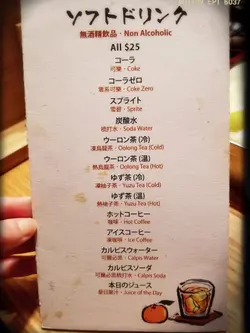 ソフトドリンク
無酒精飲品・Non Alcoholic
All $25
コーラ
可樂・Coke
コーラゼロ
零系可樂・Coke Zero
スプライト
雪碧・Sprite
炭酸水
梳打水・Soda Water
ウーロン茶 (冷)
凍烏龍茶・Oolong Tea (Cold)
ウーロン茶 (温)
熱烏龍茶・Oolong Tea (Hot)
ゆず茶 (冷)
凍柚子茶・Yuzu Tea (Cold)
ゆず茶 (温)
熱柚子茶・Yuzu Tea (Hot)
ホットコーヒー
咖啡・Hot Coffee
アイスコーヒー
凍咖啡・Ice Coffee
カルピスウォーター
可爾必思・Calpis Water
カルピスソーダ
可爾必思梳打水・Calpis Soda
本日のジュース
是日果汁・Juice of the Day